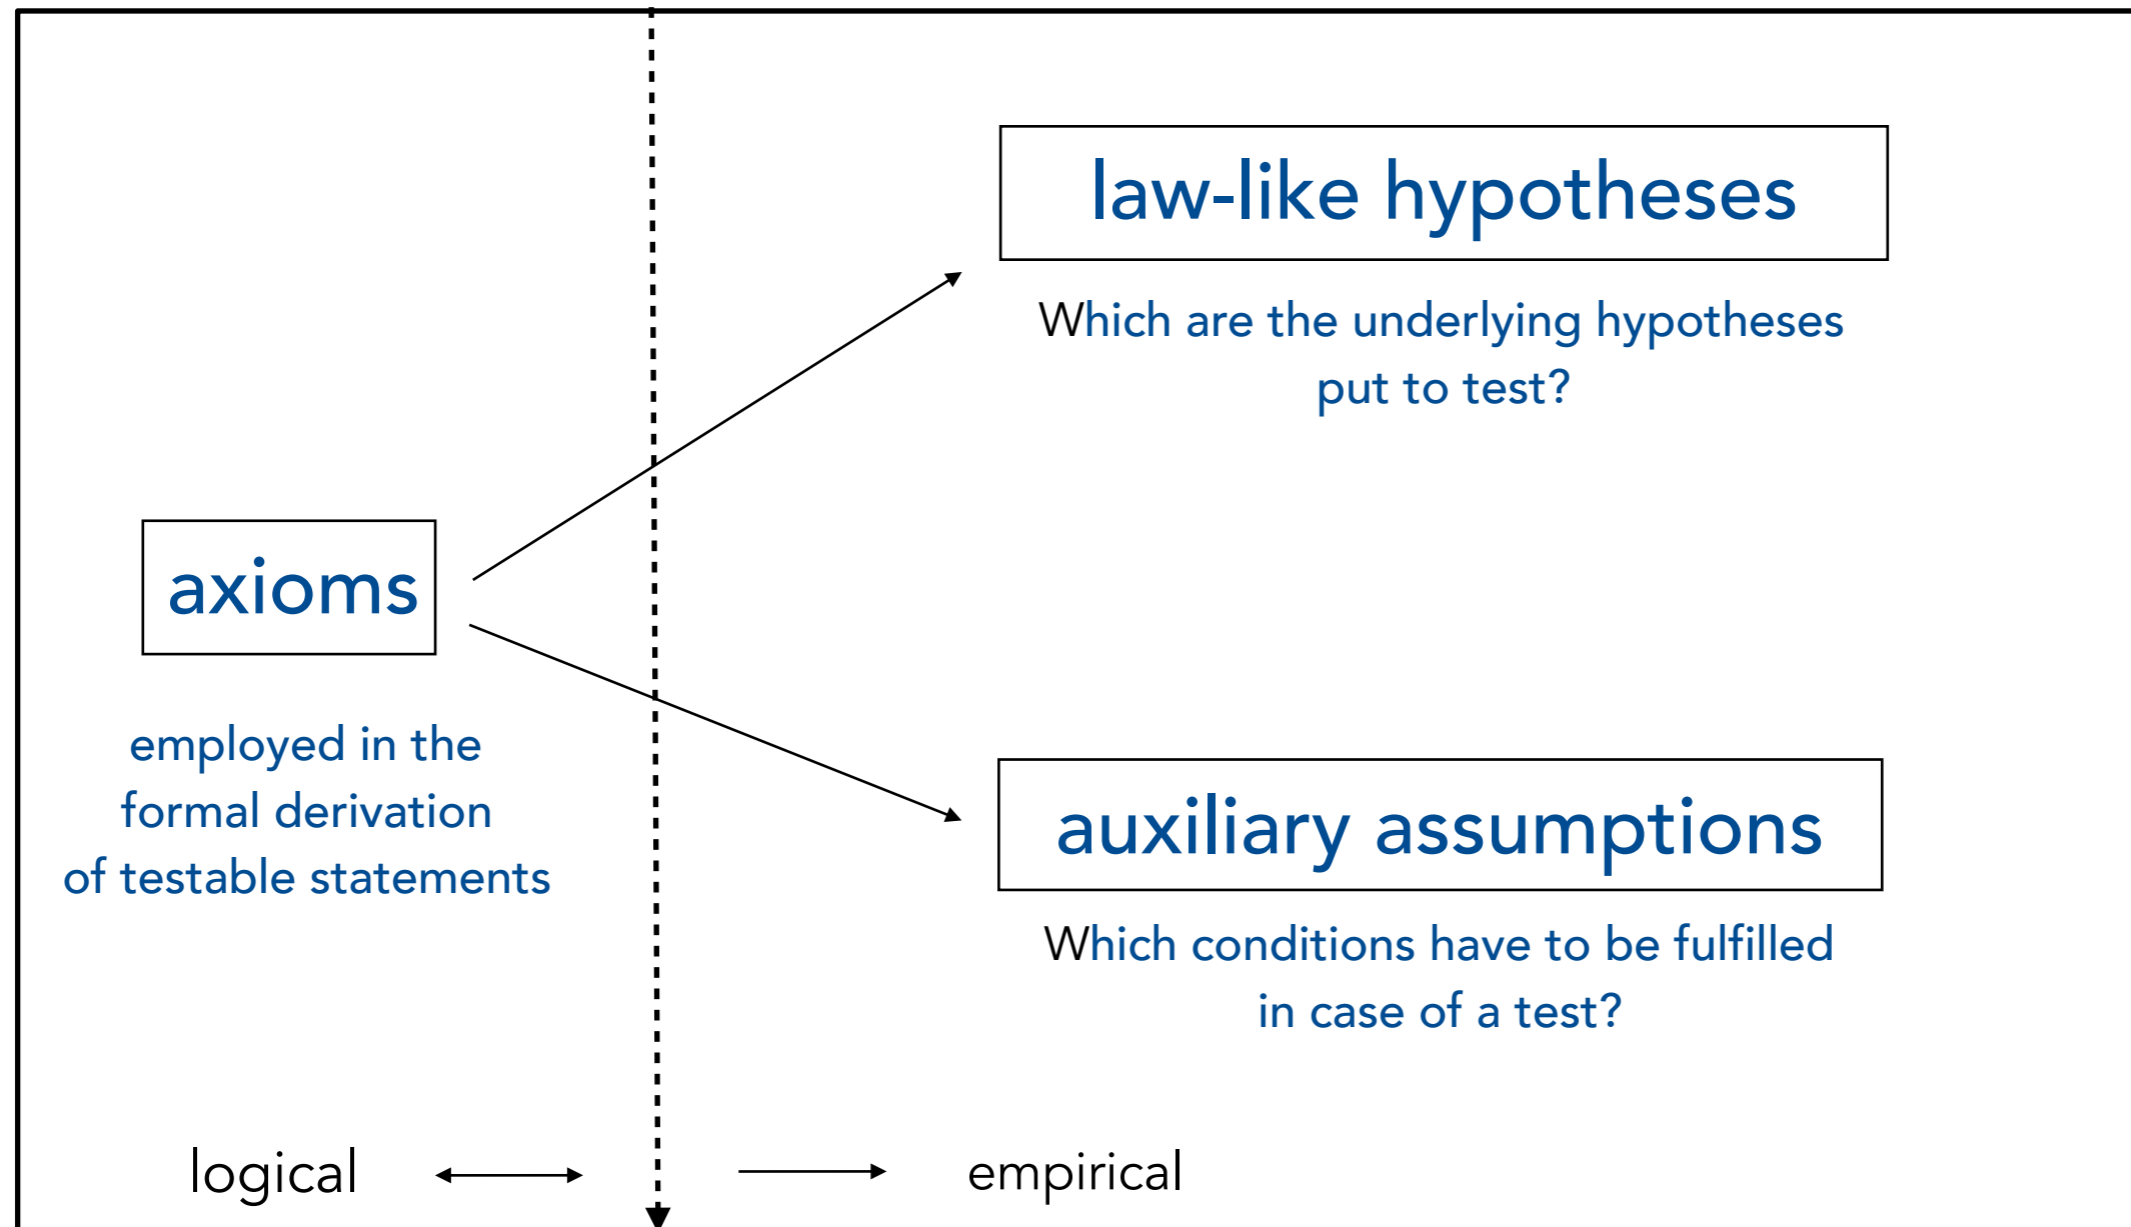 law-like hypotheses
Which are the underlying hypotheses
put to test?
axioms
employed in the
formal derivation
of testable statements
auxiliary assumptions
Which conditions have to be fulfilled
in case of a test?
logical
empirical